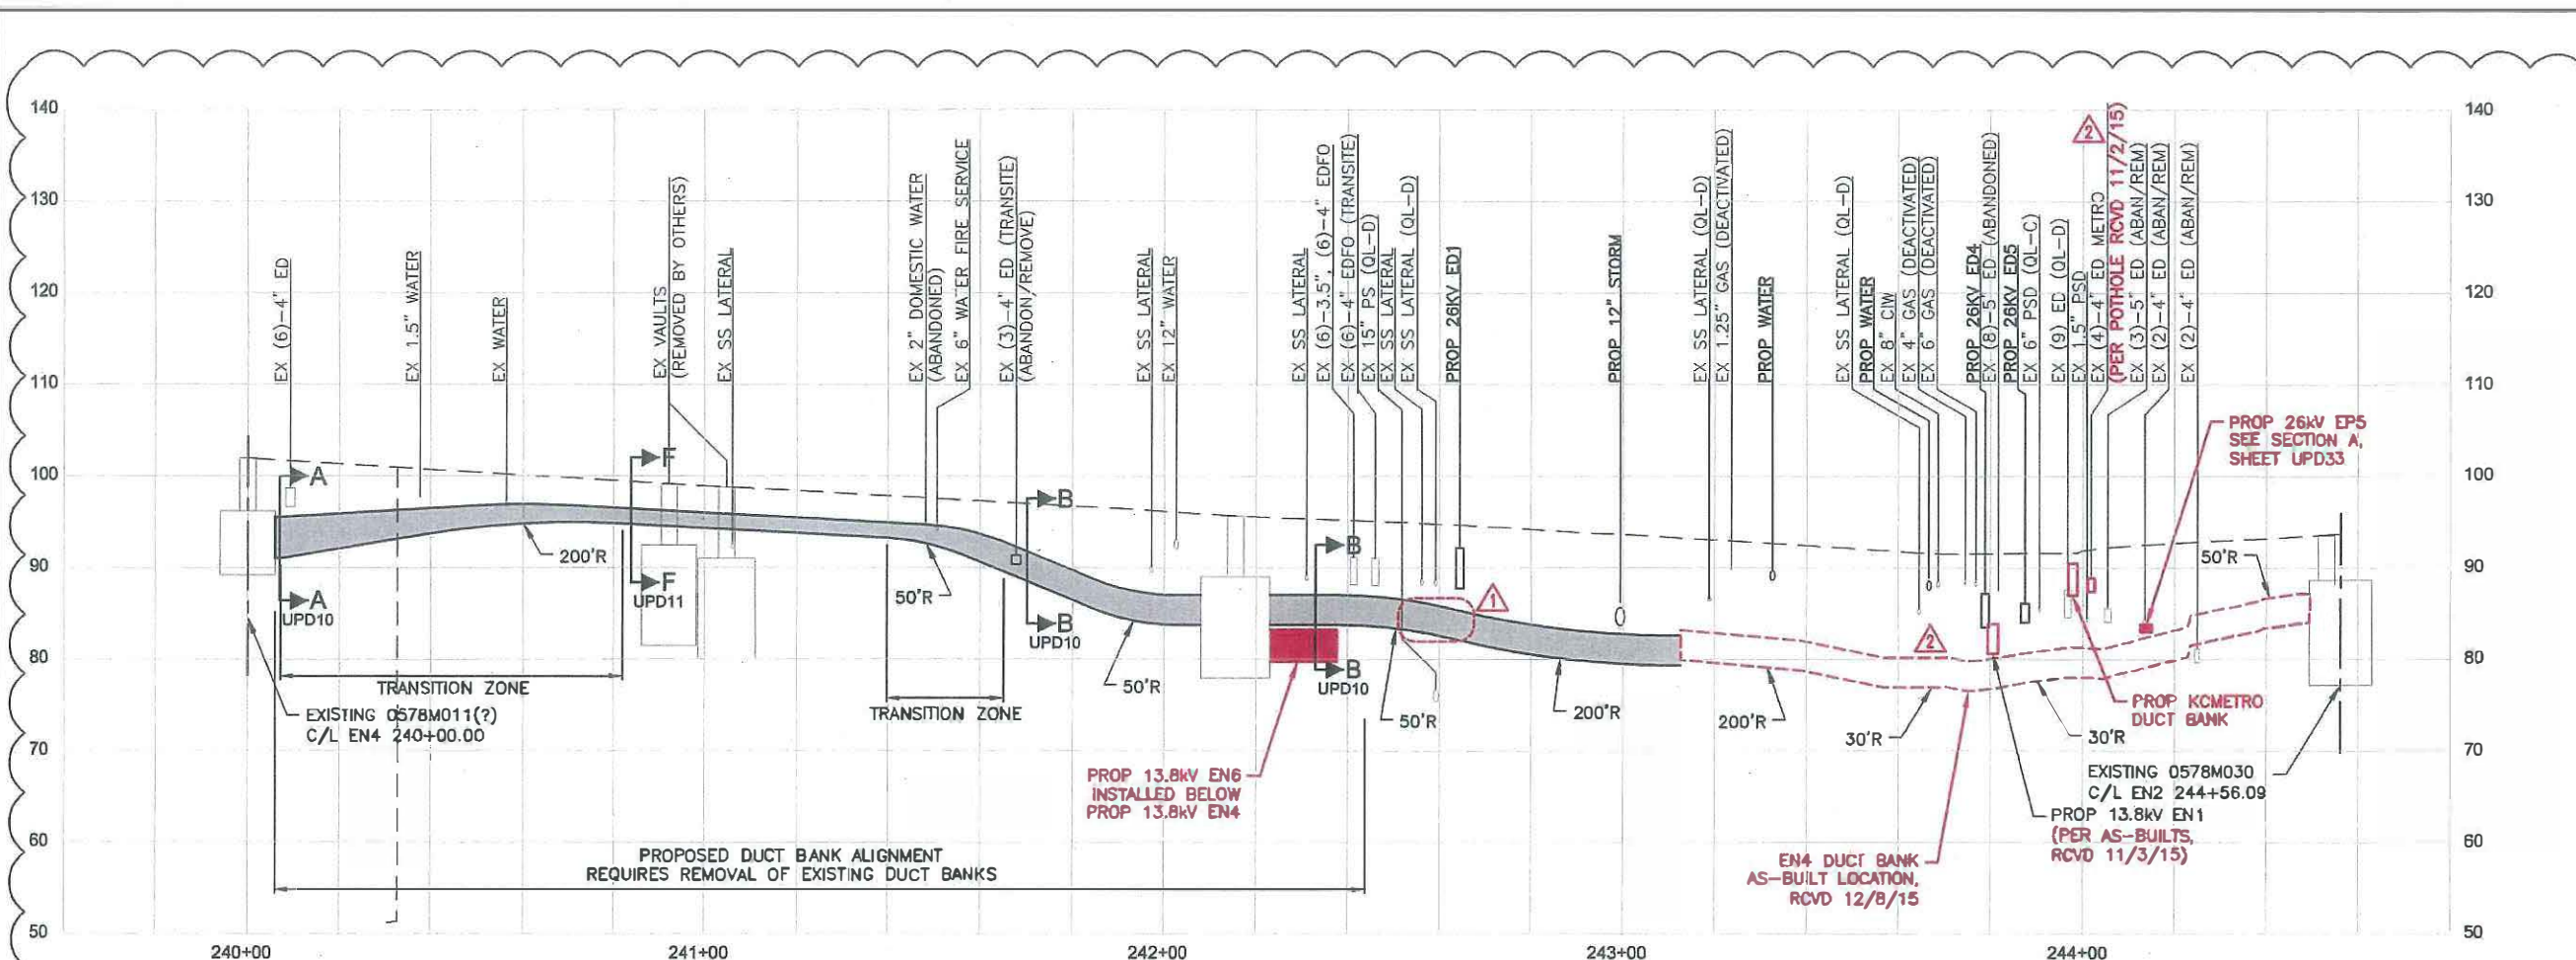 140
130
120
110
100
90
80
70
60
50
140
130
120
110
100
90
80
70
60
50
240+00
241+00
242+00
243+00
244+00
EX (6)-4" ED
EX 1.5" WATER
EX WATER
EX VAULTS
(REMOVED BY OTHERS)
EX SS LATERAL
EX 2" DOMESTIC WATER
(ABANDONED)
EX 6" WATER FIRE SERVICE
EX (3)-4" ED (TRANSITE)
(ABANDON/REMOVE)
EX SS LATERAL
EX 12" WATER
EX SS LATERAL
EX (6)-3.5", (6)-4" EDFO
EX (6)-4" EDFO (TRANSITE)
EX 15" PS (QL-D)
EX SS LATERAL
EX SS LATERAL (QL-D)
PROP 26KV ED1
PROP 12" STORM
EX SS LATERAL (QL-D)
EX 1.25" GAS (DEACTIVATED)
PROP WATER
EX SS LATERAL (QL-D)
PROP WATER
EX 8" CIW
EX 4" GAS (DEACTIVATED)
EX 6" GAS (DEACTIVATED)
PROP 26KV ED4
EX (8)-5" ED (ABANDONED)
PROP 26KV ED5
EX 6" PSD (QL-C)
EX (9) ED (QL-D)
EX 1.5" PSD
EX (4)-4" ED METRO
(PER POTHOLE RCVD 11/2/15)
EX (3)-5" ED (ABAN/REM)
EX (2)-4" ED (ABAN/REM)
EX (2)-4" ED (ABAN/REM)
2
PROP 26kV EP5
SEE SECTION A,
SHEET UPD33
A
A
UPD10
F
F
UPD11
B
B
UPD10
B
B
UPD10
200'R
50'R
50'R
50'R
200'R
200'R
30'R
30'R
50'R
1
2
TRANSITION ZONE
TRANSITION ZONE
EXISTING 0578M011(?)
C/L EN4 240+00.00
PROP 13.8kV EN6
INSTALLED BELOW
PROP 13.8kV EN4
PROPOSED DUCT BANK ALIGNMENT
REQUIRES REMOVAL OF EXISTING DUCT BANKS
PROP KCMETRO
DUCT BANK
EXISTING 0578M030
C/L EN2 244+56.09
PROP 13.8kV EN1
(PER AS-BUILTS,
RCVD 11/3/15)
EN4 DUCT BANK
AS-BUILT LOCATION,
RCVD 12/8/15